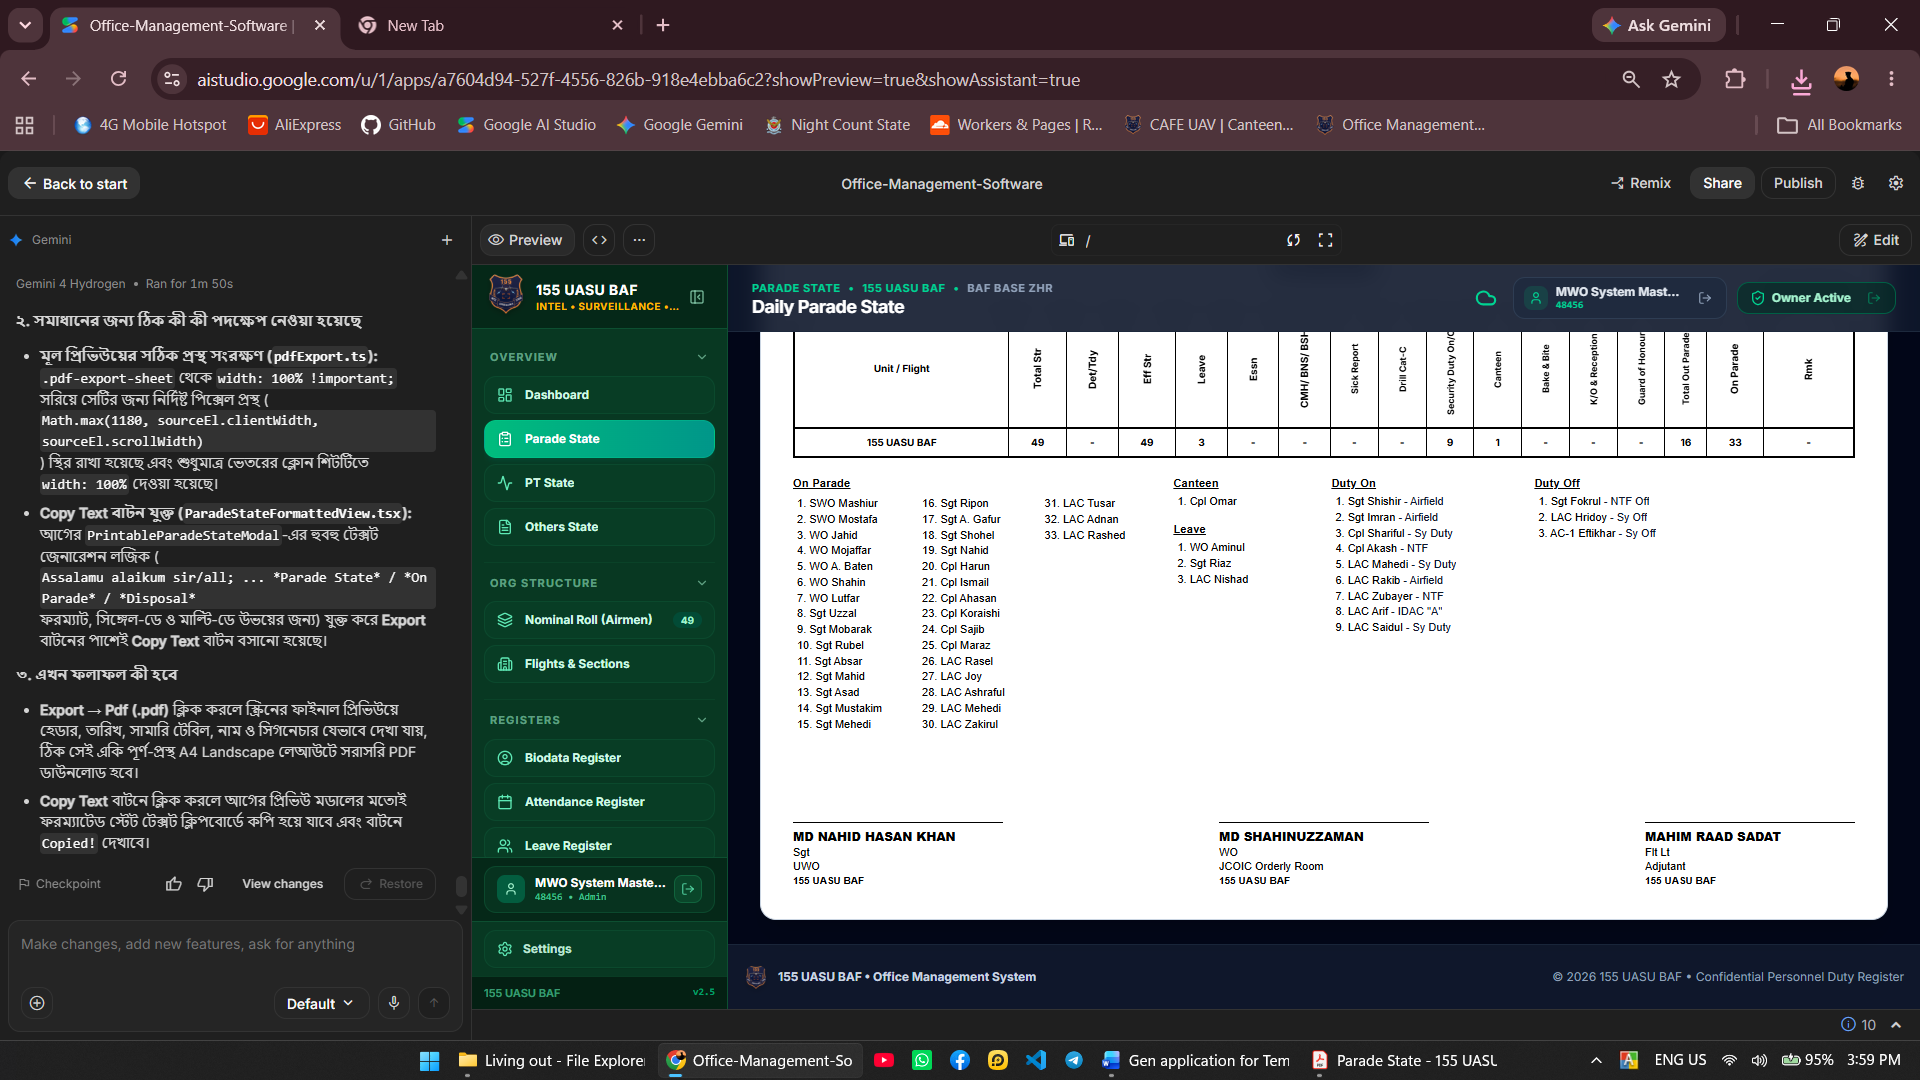 Office-Management-Software |
New Tab
Ask Gemini
aistudio.google.com/u/1/apps/a7604d94-527f-4556-826b-918e4ebba6c2?showPreview=true&showAssistant=true
4G Mobile Hotspot
AliExpress
GitHub
Google AI Studio
Google Gemini
Night Count State
Workers & Pages | R...
CAFE UAV | Canteen...
Office Management...
All Bookmarks
Back to start
Office-Management-Software
Remix
Share
Publish
Gemini
Preview
/
Edit
Gemini 4 Hydrogen • Ran for 1m 50s
২. সমাধানের জন্য ঠিক কী কী পদক্ষেপ নেওয়া হয়েছে
• মূল প্রিভিউয়ের সঠিক প্রস্থ সংরক্ষণ (pdfExport.ts):
.pdf-export-sheet থেকে width: 100% !important;
সরিয়ে সেটির জন্য নির্দিষ্ট পিক্সেল প্রস্থ (
Math.max(1180, sourceEl.clientWidth,
sourceEl.scrollWidth)
) স্থির রাখা হয়েছে এবং শুধুমাত্র ভেতরের ক্লোন শিটটিতে
width: 100% দেওয়া হয়েছে।
• Copy Text বাটন যুক্ত (ParadeStateFormattedView.tsx):
আগের PrintableParadeStateModal-এর হুবহু টেক্সট
জেনারেশন লজিক (
Assalamu alaikum sir/all; ... *Parade State* / *On
Parade* / *Disposal*
ফরম্যাট, সিঙ্গেল-ডে ও মাল্টি-ডে উভয়ের জন্য) যুক্ত করে Export
বাটনের পাশেই Copy Text বাটন বসানো হয়েছে।
৩. এখন ফলাফল কী হবে
• Export → Pdf (.pdf) ক্লিক করলে স্ক্রিনের ফাইনাল প্রিভিউয়ে
হেডার, তারিখ, সামারি টেবিল, নাম ও সিগনেচার যেভাবে দেখা যায়,
ঠিক সেই একি পূর্ণ-প্রস্থ A4 Landscape লেআউটে সরাসরি PDF
ডাউনলোড হবে।
• Copy Text বাটনে ক্লিক করলে আগের প্রিভিউ মডালের মতোই
ফরম্যাটেড স্টেট টেক্সট ক্লিপবোর্ডে কপি হয়ে যাবে এবং বাটনে
Copied! দেখাবে।
Checkpoint
View changes
Restore
Make changes, add new features, ask for anything
Default
155 UASU BAF
INTEL • SURVEILLANCE •...
OVERVIEW
Dashboard
Parade State
PT State
Others State
ORG STRUCTURE
Nominal Roll (Airmen) 49
Flights & Sections
REGISTERS
Biodata Register
Attendance Register
Leave Register
MWO System Maste...
48456 • Admin
Settings
155 UASU BAF v2.5
PARADE STATE • 155 UASU BAF • BAF BASE ZHR
Daily Parade State
MWO System Mast...
48456
Owner Active
Unit / Flight
Total Str
Det/Tdy
Eff Str
Leave
Essn
CMH/ BNS/ BSH
Sick Report
Drill Cat-C
Security Duty On/O
Canteen
Bake & Bite
K/O & Reception
Guard of Honour
Total Out Parade
On Parade
Rmk
155 UASU BAF 49 - 49 3 - - - - 9 1 - - - 16 33 -
On Parade
1. SWO Mashiur
2. SWO Mostafa
3. WO Jahid
4. WO Mojaffar
5. WO A. Baten
6. WO Shahin
7. WO Lutfar
8. Sgt Uzzal
9. Sgt Mobarak
10. Sgt Rubel
11. Sgt Absar
12. Sgt Mahid
13. Sgt Asad
14. Sgt Mustakim
15. Sgt Mehedi
16. Sgt Ripon
17. Sgt A. Gafur
18. Sgt Shohel
19. Sgt Nahid
20. Cpl Harun
21. Cpl Ismail
22. Cpl Ahasan
23. Cpl Koraishi
24. Cpl Sajib
25. Cpl Maraz
26. LAC Rasel
27. LAC Joy
28. LAC Ashraful
29. LAC Mehedi
30. LAC Zakirul
31. LAC Tusar
32. LAC Adnan
33. LAC Rashed
Canteen
1. Cpl Omar
Leave
1. WO Aminul
2. Sgt Riaz
3. LAC Nishad
Duty On
1. Sgt Shishir - Airfield
2. Sgt Imran - Airfield
3. Cpl Shariful - Sy Duty
4. Cpl Akash - NTF
5. LAC Mahedi - Sy Duty
6. LAC Rakib - Airfield
7. LAC Zubayer - NTF
8. LAC Arif - IDAC "A"
9. LAC Saidul - Sy Duty
Duty Off
1. Sgt Fokrul - NTF Off
2. LAC Hridoy - Sy Off
3. AC-1 Eftikhar - Sy Off
MD NAHID HASAN KHAN
Sgt
UWO
155 UASU BAF
MD SHAHINUZZAMAN
WO
JCOIC Orderly Room
155 UASU BAF
MAHIM RAAD SADAT
Flt Lt
Adjutant
155 UASU BAF
155 UASU BAF • Office Management System
© 2026 155 UASU BAF • Confidential Personnel Duty Register
10
Living out - File Explorer
Office-Management-So
Gen application for Tem
Parade State - 155 UASU
ENG US
95%
3:59 PM